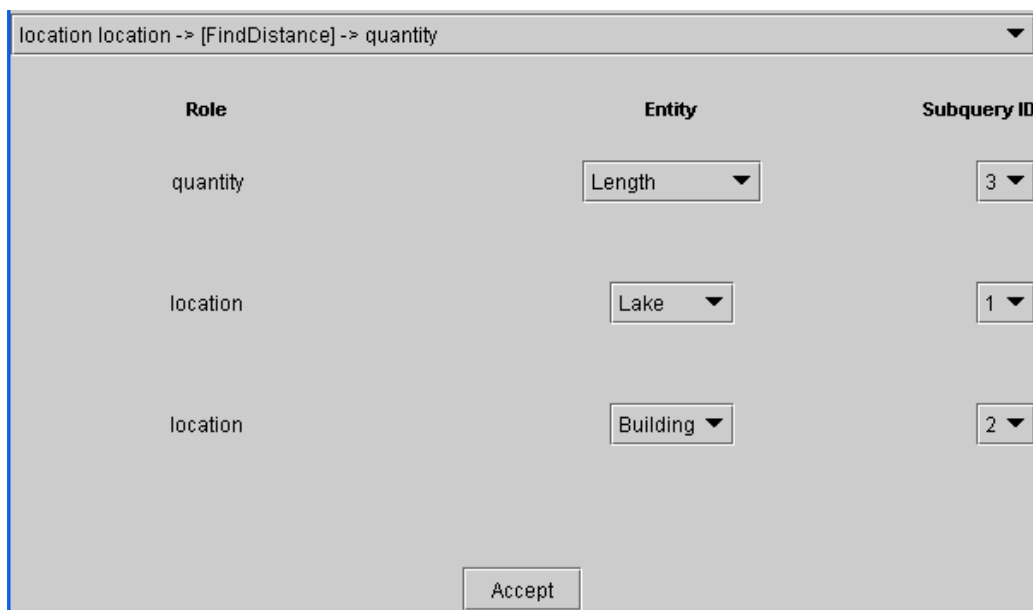 location location -> [FindDistance] -> quantity
Role Entity Subquery ID
quantity Length 3
location Lake 1
location Building 2
Accept